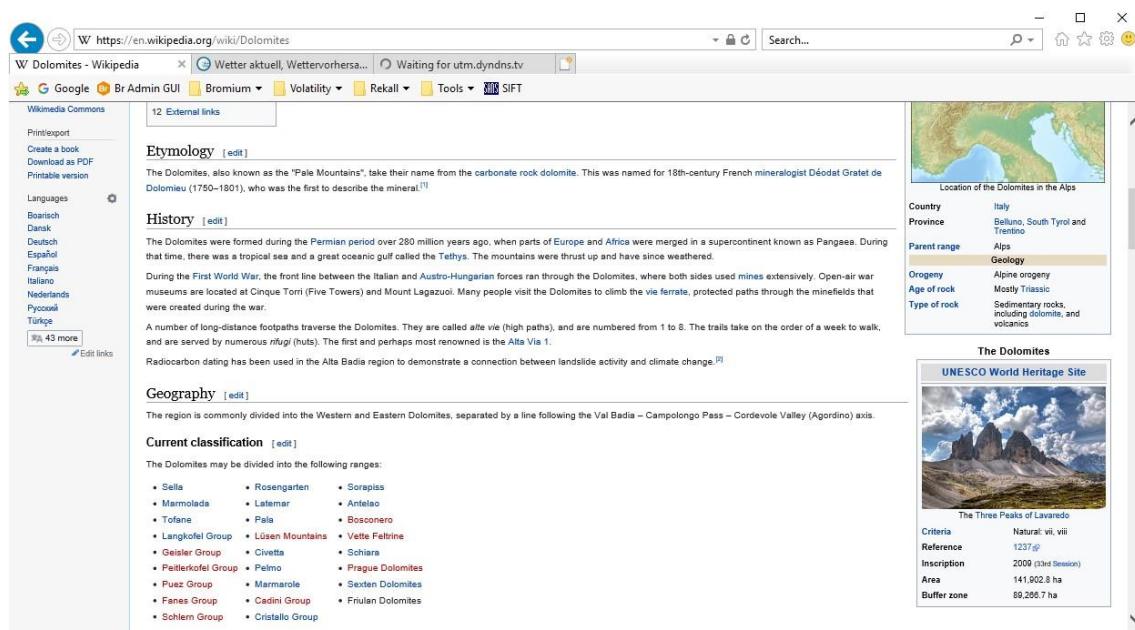 W https://en.wikipedia.org/wiki/Dolomites
Search...
W Dolomites - Wikipedia
Wetter aktuell, Wettervorhersa...
Waiting for utm.dyndns.tv
Google
Br Admin GUI
Bromium
Volatility
Rekall
Tools
SANS SIFT
Wikimedia Commons
Print/export
Create a book
Download as PDF
Printable version
Languages
Boarisch
Dansk
Deutsch
Español
Français
Italiano
Nederlands
Русский
Türkçe
文A 43 more
Edit links
12 External links
Etymology [ edit ]
The Dolomites, also known as the "Pale Mountains", take their name from the carbonate rock dolomite. This was named for 18th-century French mineralogist Déodat Gratet de
Dolomieu (1750–1801), who was the first to describe the mineral.[1]
History [ edit ]
The Dolomites were formed during the Permian period over 280 million years ago, when parts of Europe and Africa were merged in a supercontinent known as Pangaea. During
that time, there was a tropical sea and a great oceanic gulf called the Tethys. The mountains were thrust up and have since weathered.
During the First World War, the front line between the Italian and Austro-Hungarian forces ran through the Dolomites, where both sides used mines extensively. Open-air war
museums are located at Cinque Torri (Five Towers) and Mount Lagazuoi. Many people visit the Dolomites to climb the vie ferrate, protected paths through the minefields that
were created during the war.
A number of long-distance footpaths traverse the Dolomites. They are called alte vie (high paths), and are numbered from 1 to 8. The trails take on the order of a week to walk,
and are served by numerous rifugi (huts). The first and perhaps most renowned is the Alta Via 1.
Radiocarbon dating has been used in the Alta Badia region to demonstrate a connection between landslide activity and climate change.[2]
Geography [ edit ]
The region is commonly divided into the Western and Eastern Dolomites, separated by a line following the Val Badia – Campolongo Pass – Cordevole Valley (Agordino) axis.
Current classification [ edit ]
The Dolomites may be divided into the following ranges:
• Sella
• Marmolada
• Tofane
• Langkofel Group
• Geisler Group
• Peitlerkofel Group
• Puez Group
• Fanes Group
• Schlern Group
• Rosengarten
• Latemar
• Pala
• Lüsen Mountains
• Civetta
• Pelmo
• Marmarole
• Cadini Group
• Cristallo Group
• Sorapiss
• Antelao
• Bosconero
• Vette Feltrine
• Schiara
• Prague Dolomites
• Sexten Dolomites
• Friulan Dolomites
Location of the Dolomites in the Alps
Country Italy
Province Belluno, South Tyrol and
Trentino
Parent range Alps
Geology
Orogeny Alpine orogeny
Age of rock Mostly Triassic
Type of rock Sedimentary rocks,
including dolomite, and
volcanics
The Dolomites
UNESCO World Heritage Site
The Three Peaks of Lavaredo
Criteria Natural: vii, viii
Reference 1237
Inscription 2009 (33rd Session)
Area 141,902.8 ha
Buffer zone 89,266.7 ha